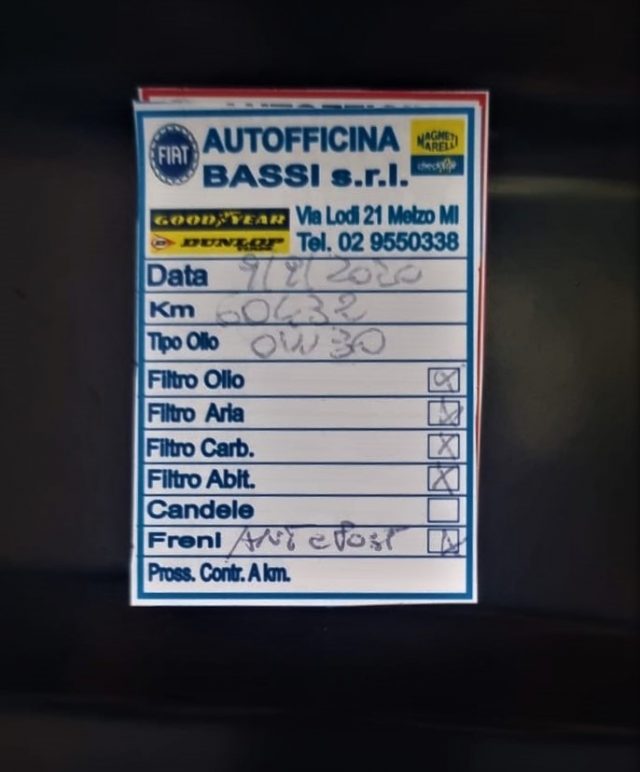 FIAT
AUTOFFICINA
BASSI s.r.l.
MAGNETI
MARELLI
checkstar
GOODYEAR
DUNLOP
Via Lodi 21 Melzo MI
Tel. 02 9550338
Data 9/9/2020
Km 60432
Tipo Olio 0W30
Filtro Olio X
Filtro Aria X
Filtro Carb. X
Filtro Abit. X
Candele
Freni ANT e Post X
Pross. Contr. A km.